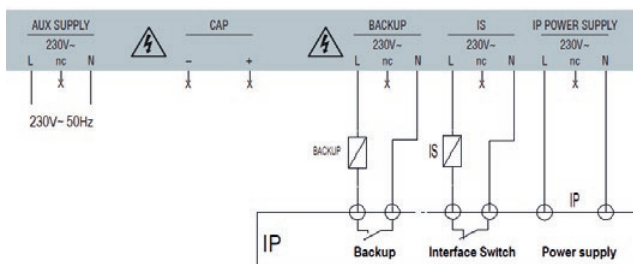 AUX SUPPLY CAP BACKUP IS IP POWER SUPPLY
230V~ 230V~ 230V~ 230V~
L nc N - + L nc N L nc N L nc N
x x x x x x
230V~ 50Hz
BACKUP IS
IP
IP Backup Interface Switch Power supply